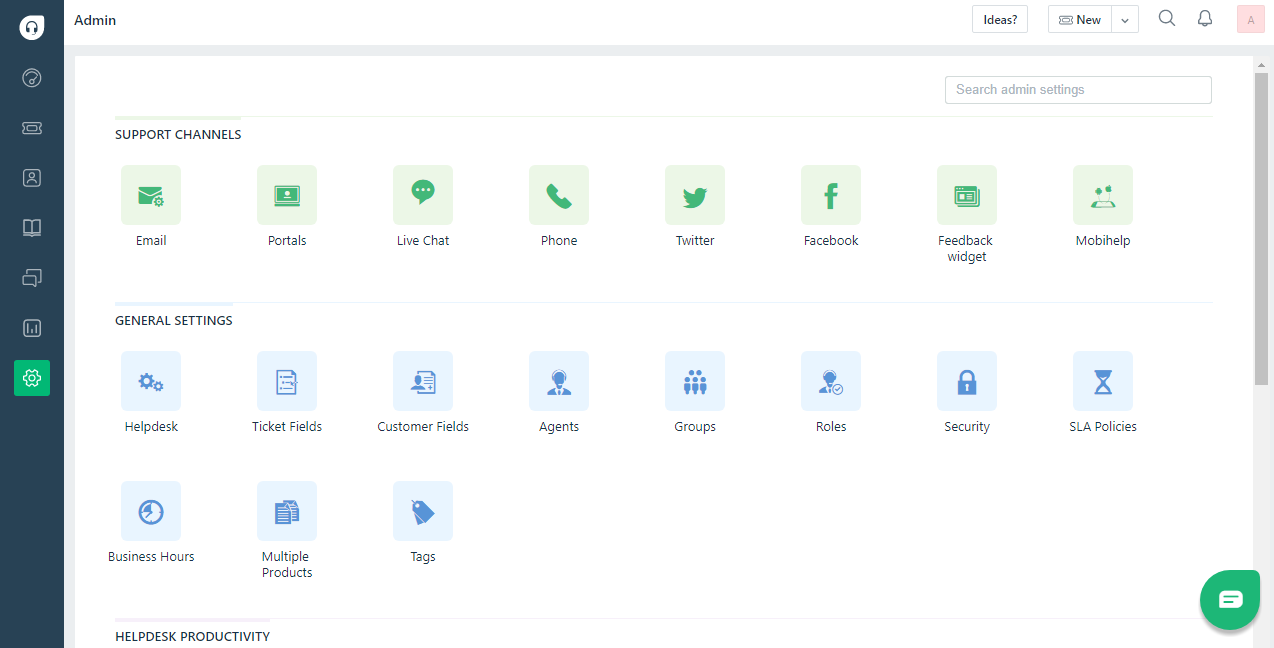 Admin
Ideas?
New
A
Search admin settings
SUPPORT CHANNELS
Email
Portals
Live Chat
Phone
Twitter
Facebook
Feedback
widget
Mobihelp
GENERAL SETTINGS
Helpdesk
Ticket Fields
Customer Fields
Agents
Groups
Roles
Security
SLA Policies
Business Hours
Multiple
Products
Tags
HELPDESK PRODUCTIVITY